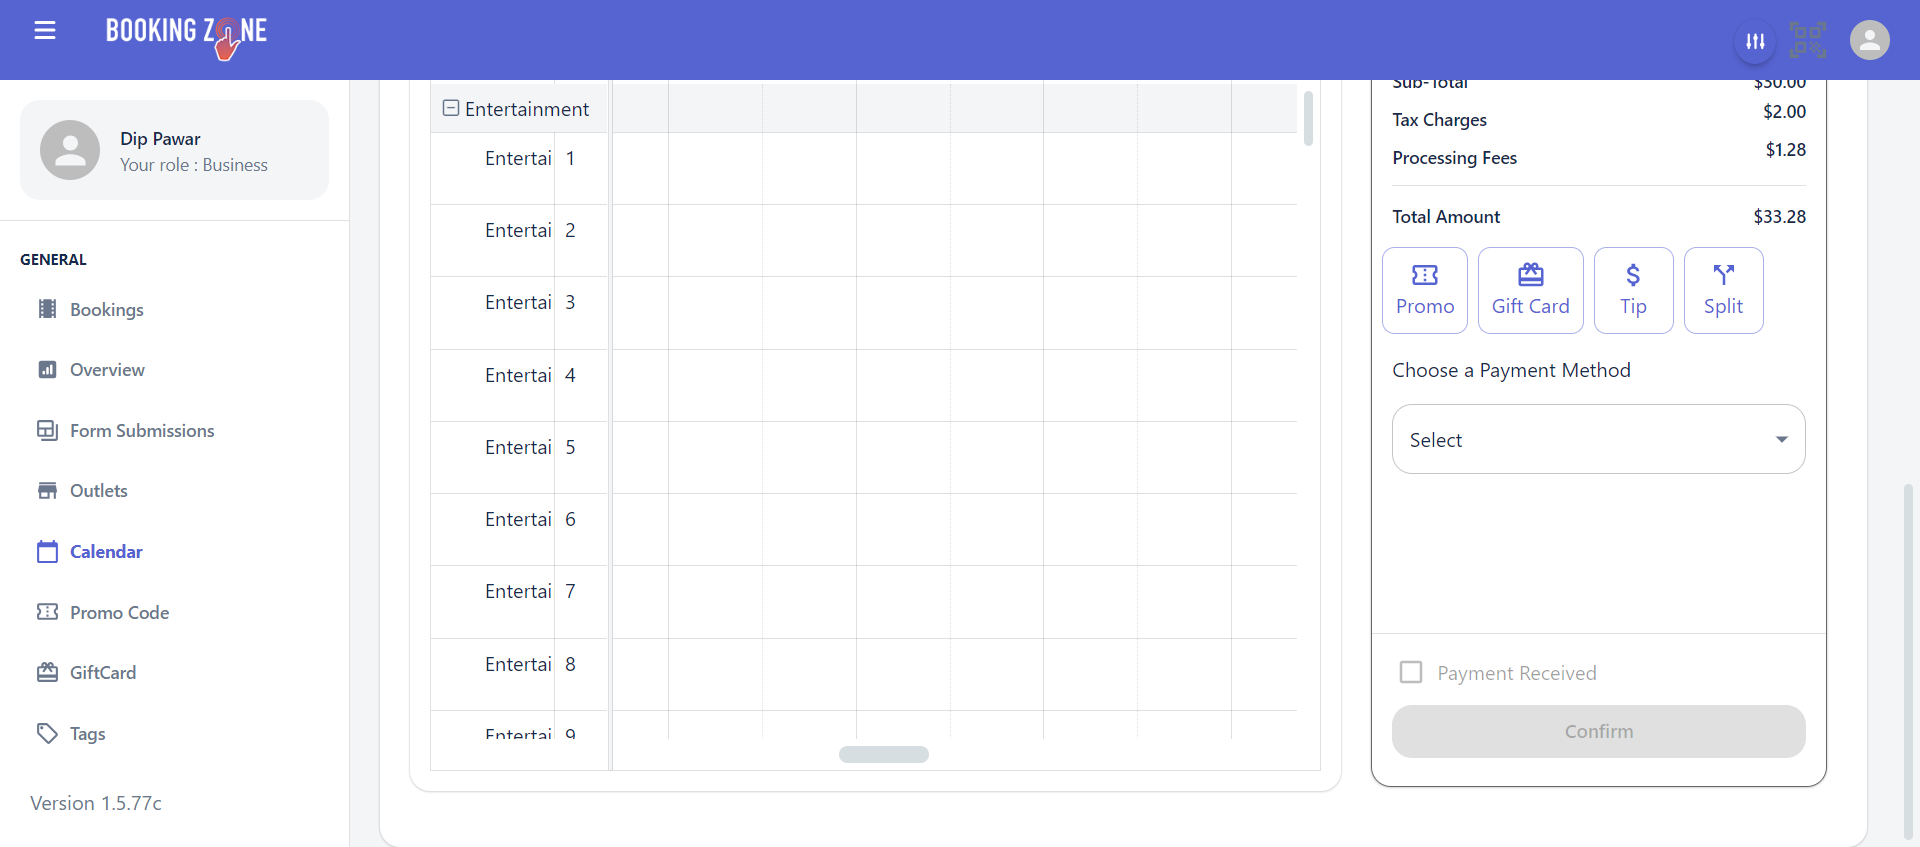 BOOKING ZONE
Dip Pawar
Your role : Business
GENERAL
Bookings
Overview
Form Submissions
Outlets
Calendar
Promo Code
GiftCard
Tags
Version 1.5.77c
Entertainment
Entertai 1
Entertai 2
Entertai 3
Entertai 4
Entertai 5
Entertai 6
Entertai 7
Entertai 8
Entertai 9
Sub-Total $30.00
Tax Charges $2.00
Processing Fees $1.28
Total Amount $33.28
Promo
Gift Card
Tip
Split
Choose a Payment Method
Select
Payment Received
Confirm